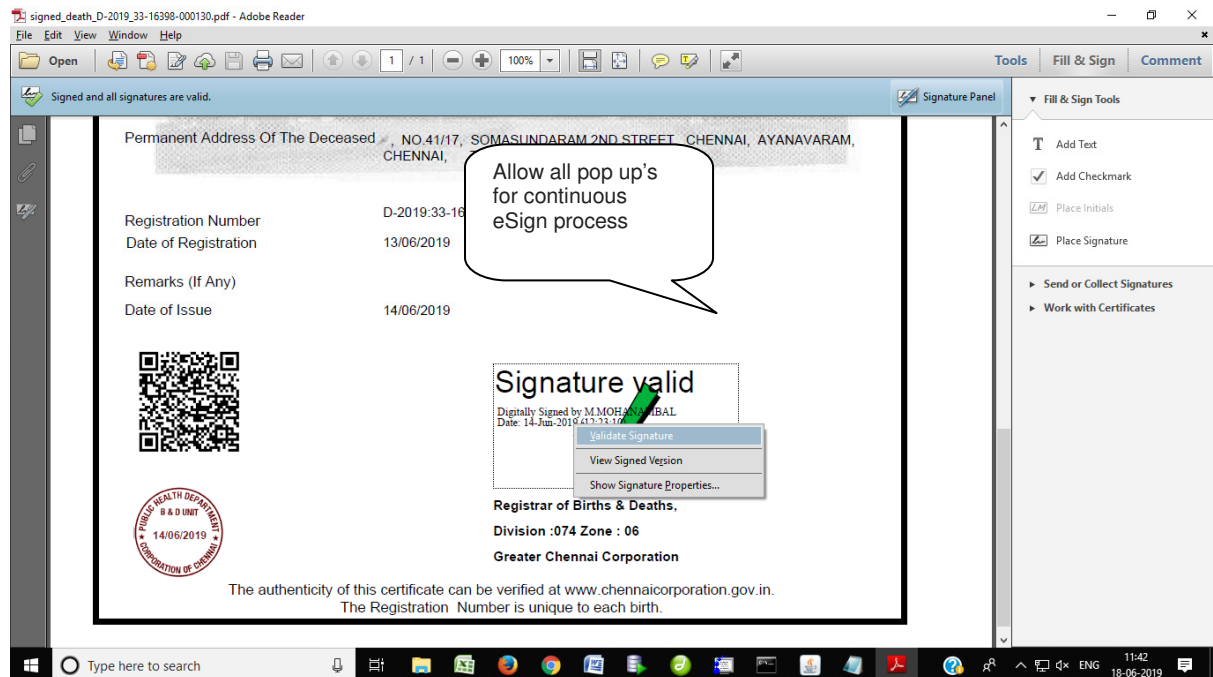 signed_death_D-2019_33-16398-000130.pdf - Adobe Reader
File Edit View Window Help
Open 1 / 1 100% Tools Fill & Sign Comment
Signed and all signatures are valid. Signature Panel
Fill & Sign Tools
T Add Text
Add Checkmark
Place Initials
Place Signature
Send or Collect Signatures
Work with Certificates
Permanent Address Of The Deceased , NO.41/17, SOMASUNDARAM 2ND STREET, CHENNAI, AYANAVARAM,
CHENNAI,
Allow all pop up's
for continuous
eSign process
Registration Number D-2019:33-16
Date of Registration 13/06/2019
Remarks (If Any)
Date of Issue 14/06/2019
Signature valid
Digitally Signed by M.MOHANAMBAL
Date: 14-Jun-2019
Validate Signature
View Signed Version
Show Signature Properties...
PUBLIC HEALTH DEPARTMENT
B & D UNIT
14/06/2019
CORPORATION OF CHENNAI
Registrar of Births & Deaths,
Division :074 Zone : 06
Greater Chennai Corporation
The authenticity of this certificate can be verified at www.chennaicorporation.gov.in.
The Registration Number is unique to each birth.
Type here to search
ENG 11:42
18-06-2019